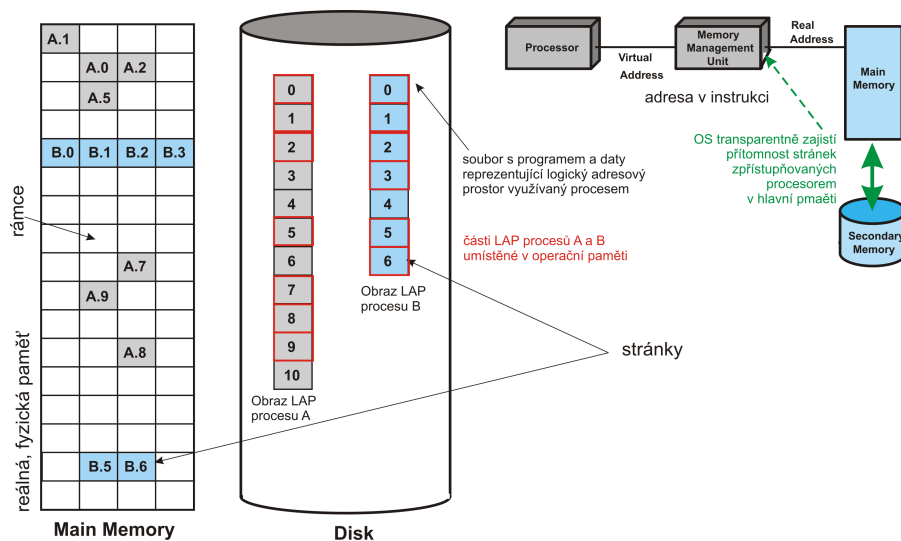 A.1
A.0 A.2
A.5
B.0 B.1 B.2 B.3
A.7
A.9
A.8
B.5 B.6
rámce
reálná, fyzická paměť
Main Memory
0
1
2
3
4
5
6
7
8
9
10
Obraz LAP
procesu A
0
1
2
3
4
5
6
Obraz LAP
procesu B
Disk
soubor s programem a daty
reprezentující logický adresový
prostor využívaný procesem
části LAP procesů A a B
umístěné v operační paměti
stránky
Processor
Virtual
Address
Memory
Management
Unit
Real
Address
Main
Memory
adresa v instrukci
OS transparentně zajistí
přítomnost stránek
zpřístupňovaných
procesorem
v hlavní pmaěti
Secondary
Memory